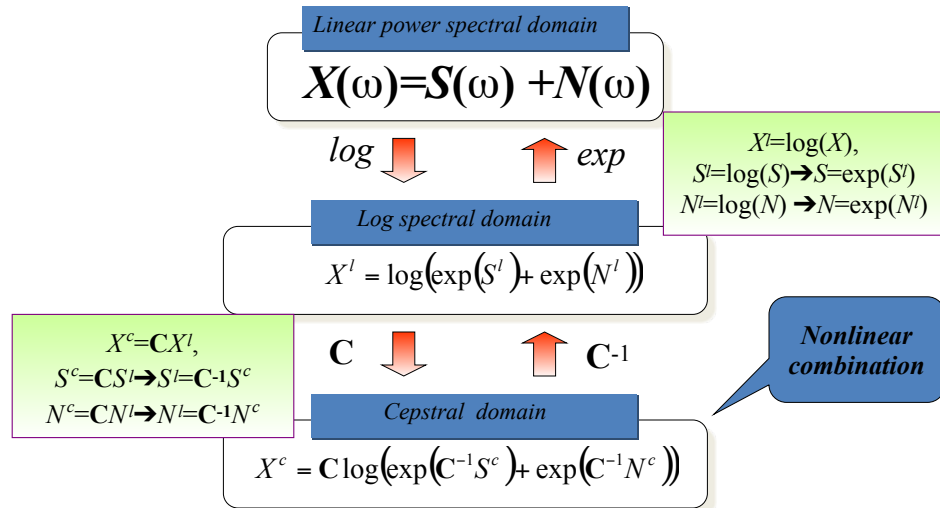 Linear power spectral domain
X(ω)=S(ω) +N(ω)
log
exp
Xˡ=log(X),
Sˡ=log(S)➔S=exp(Sˡ)
Nˡ=log(N) ➔N=exp(Nˡ)
Log spectral domain
Xˡ = log(exp(Sˡ)+ exp(Nˡ))
Xᶜ=CXˡ,
Sᶜ=CSˡ➔Sˡ=C⁻¹Sᶜ
Nᶜ=CNˡ➔Nˡ=C⁻¹Nᶜ
C
C⁻¹
Nonlinear
combination
Cepstral domain
Xᶜ = C log(exp(C⁻¹Sᶜ)+ exp(C⁻¹Nᶜ))